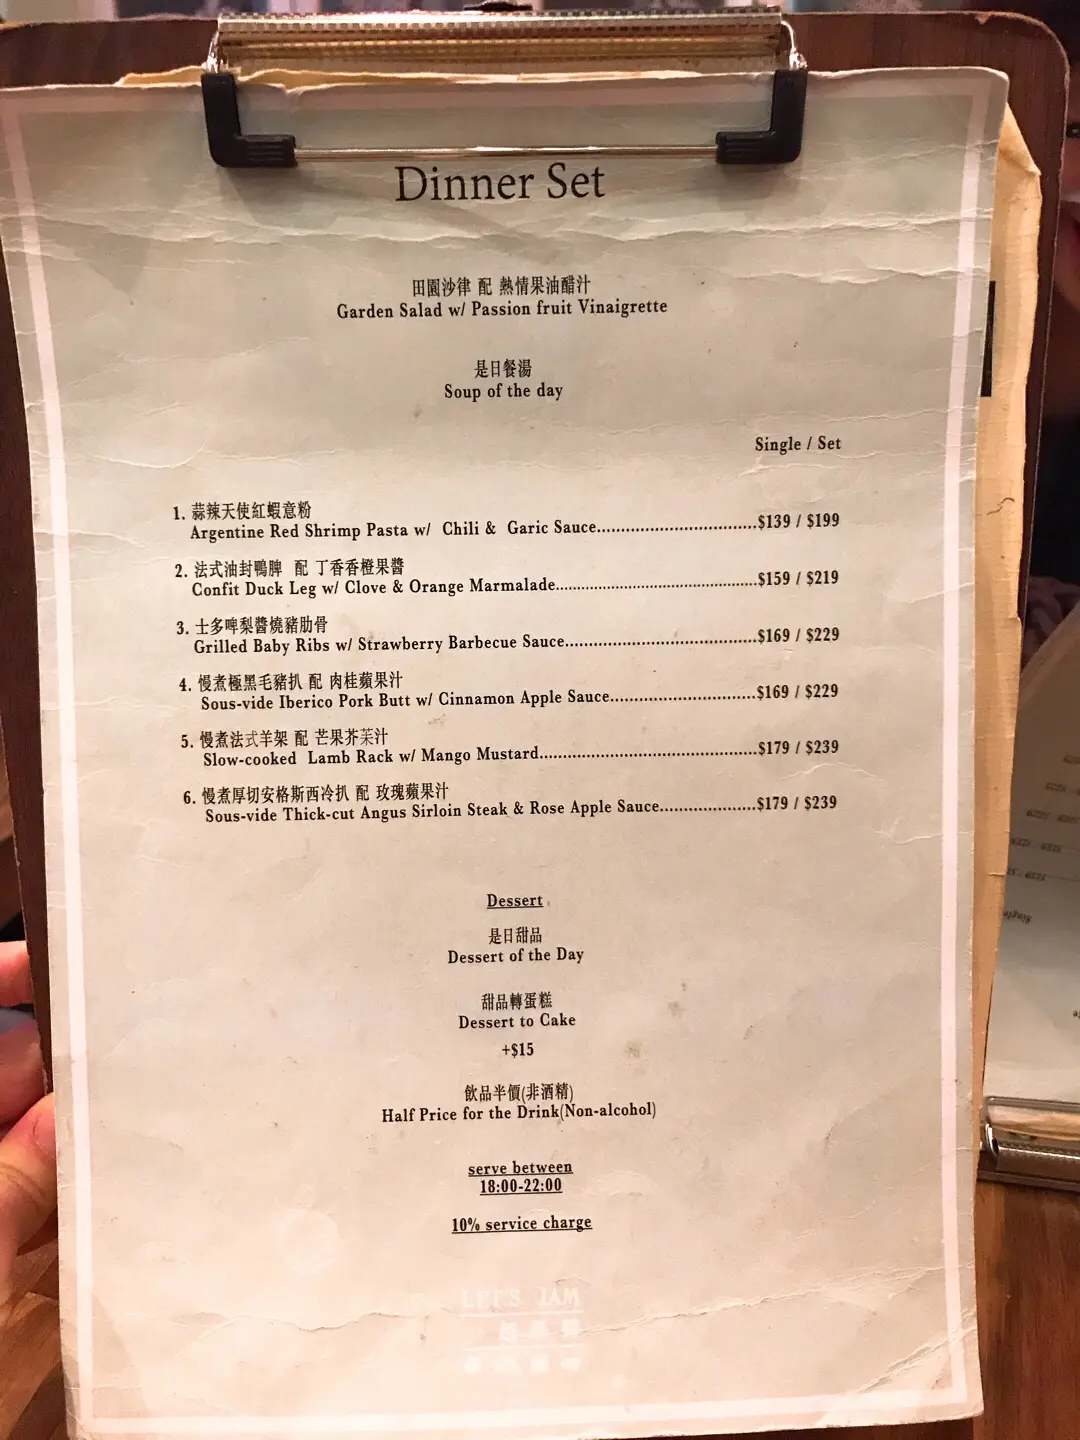 Dinner Set
田園沙律 配 熱情果油醋汁
Garden Salad w/ Passion fruit Vinaigrette
是日餐湯
Soup of the day
Single / Set
1. 蒜辣天使紅蝦意粉
Argentine Red Shrimp Pasta w/ Chili & Garic Sauce..................................$139 / $199
2. 法式油封鴨脾 配 丁香香橙果醬
Confit Duck Leg w/ Clove & Orange Marmalade..........................................$159 / $219
3. 士多啤梨醬燒豬肋骨
Grilled Baby Ribs w/ Strawberry Barbecue Sauce........................................$169 / $229
4. 慢煮極黑毛豬扒 配 肉桂蘋果汁
Sous-vide Iberico Pork Butt w/ Cinnamon Apple Sauce..............................$169 / $229
5. 慢煮法式羊架 配 芒果芥茉汁
Slow-cooked Lamb Rack w/ Mango Mustard.............................................$179 / $239
6. 慢煮厚切安格斯西冷扒 配 玫瑰蘋果汁
Sous-vide Thick-cut Angus Sirloin Steak & Rose Apple Sauce...................$179 / $239
Dessert
是日甜品
Dessert of the Day
甜品轉蛋糕
Dessert to Cake
+$15
飲品半價(非酒精)
Half Price for the Drink(Non-alcohol)
serve between
18:00-22:00
10% service charge
LET'S JAM